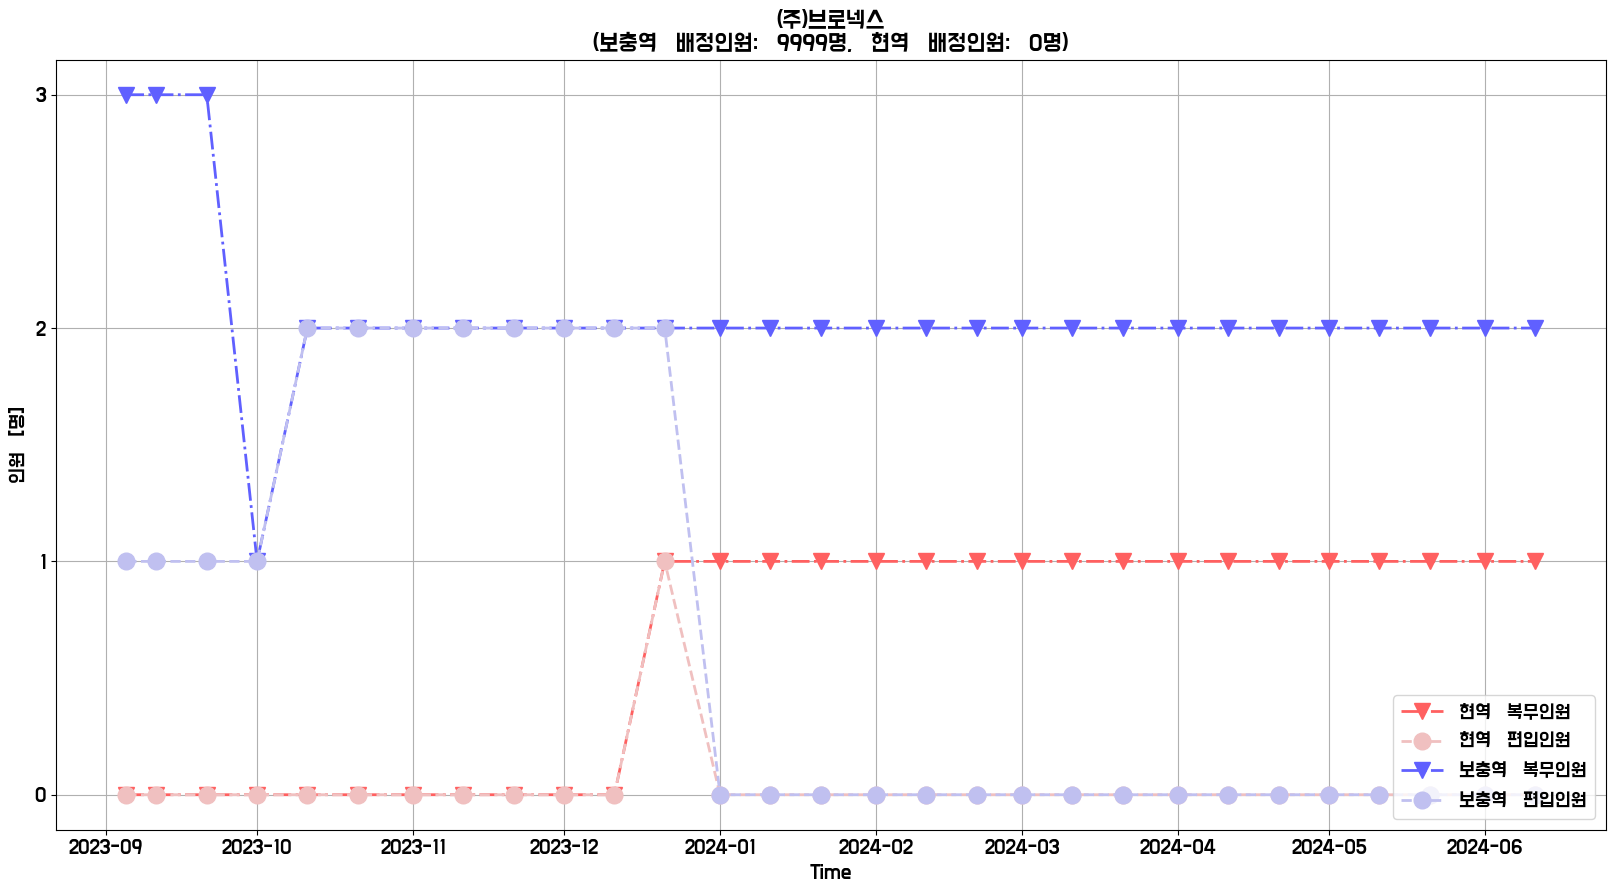 (주)브로넥스
(보충역 배정인원: 9999명, 현역 배정인원: 0명)
인원 [명]
3
2
1
0
현역 복무인원
현역 편입인원
보충역 복무인원
보충역 편입인원
2023-09 2023-10 2023-11 2023-12 2024-01 2024-02 2024-03 2024-04 2024-05 2024-06
Time